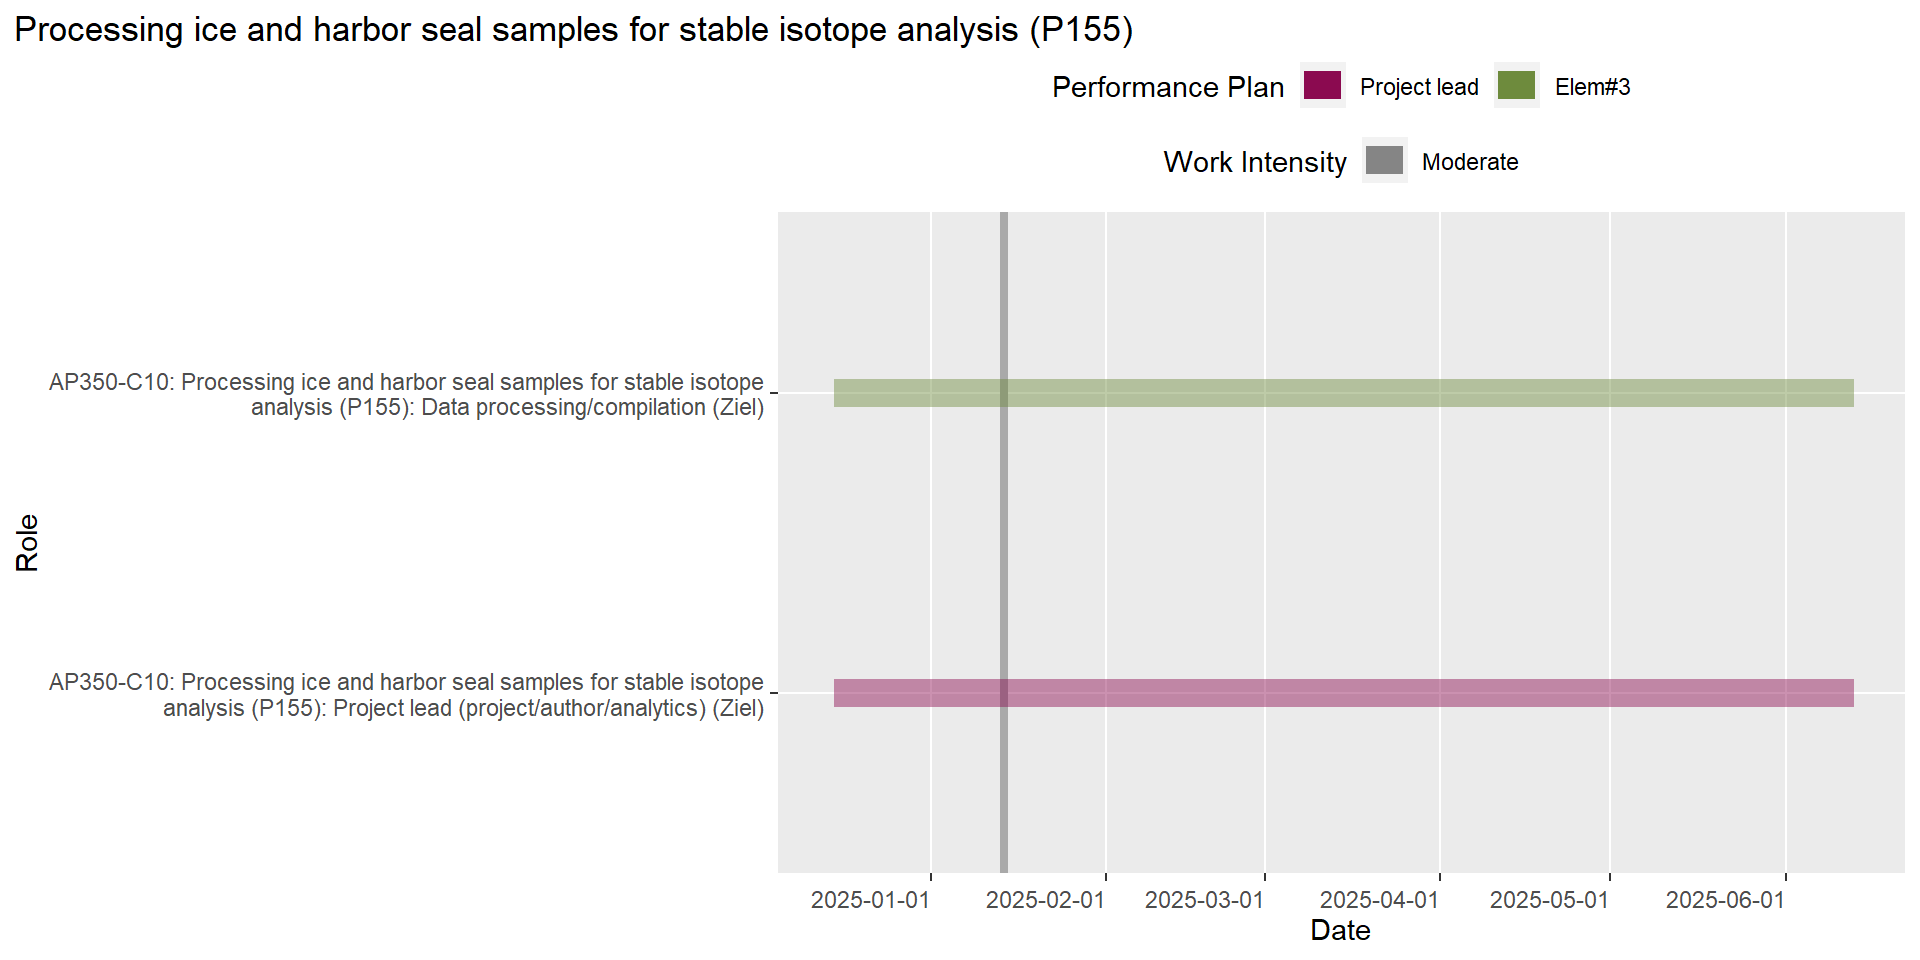 Processing ice and harbor seal samples for stable isotope analysis (P155)
Performance Plan Project lead Elem#3
Work Intensity Moderate
AP350-C10: Processing ice and harbor seal samples for stable isotope
analysis (P155): Data processing/compilation (Ziel)
Role
AP350-C10: Processing ice and harbor seal samples for stable isotope
analysis (P155): Project lead (project/author/analytics) (Ziel)
2025-01-01 2025-02-01 2025-03-01 2025-04-01 2025-05-01 2025-06-01
Date